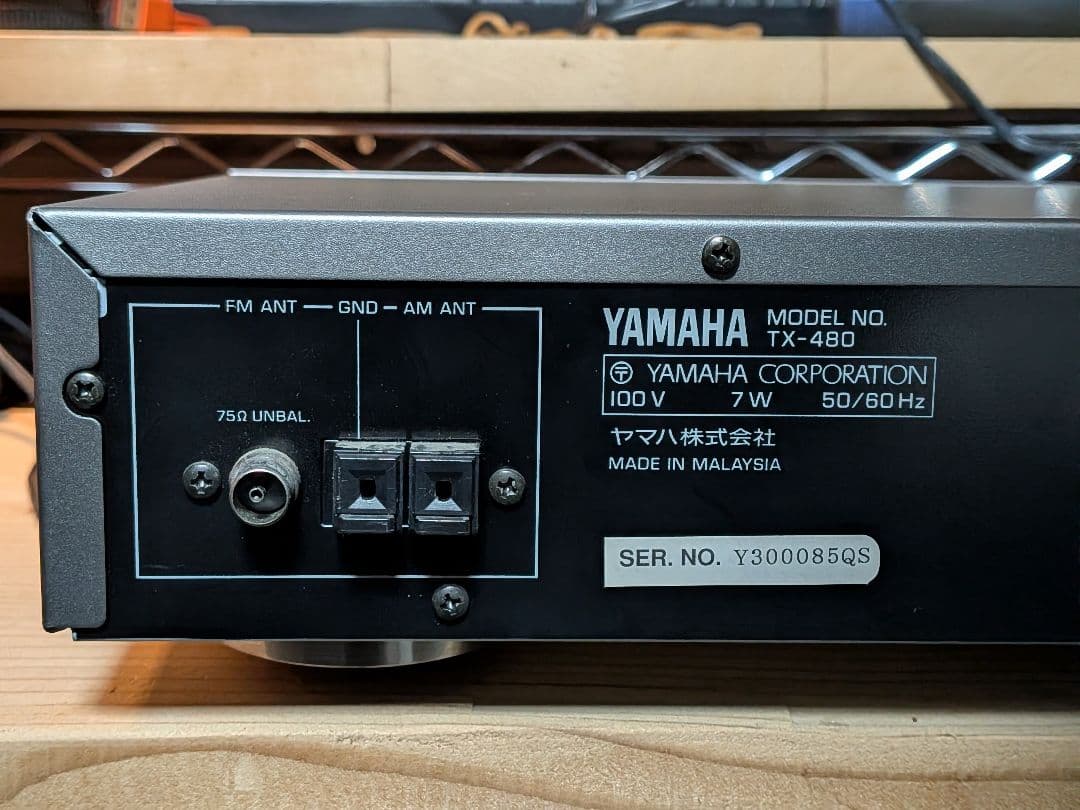 FM ANT GND AM ANT
75Ω UNBAL.
YAMAHA MODEL NO.
TX-480
〶 YAMAHA CORPORATION
100V 7W 50/60Hz
ヤマハ株式会社
MADE IN MALAYSIA
SER. NO. Y300085QS